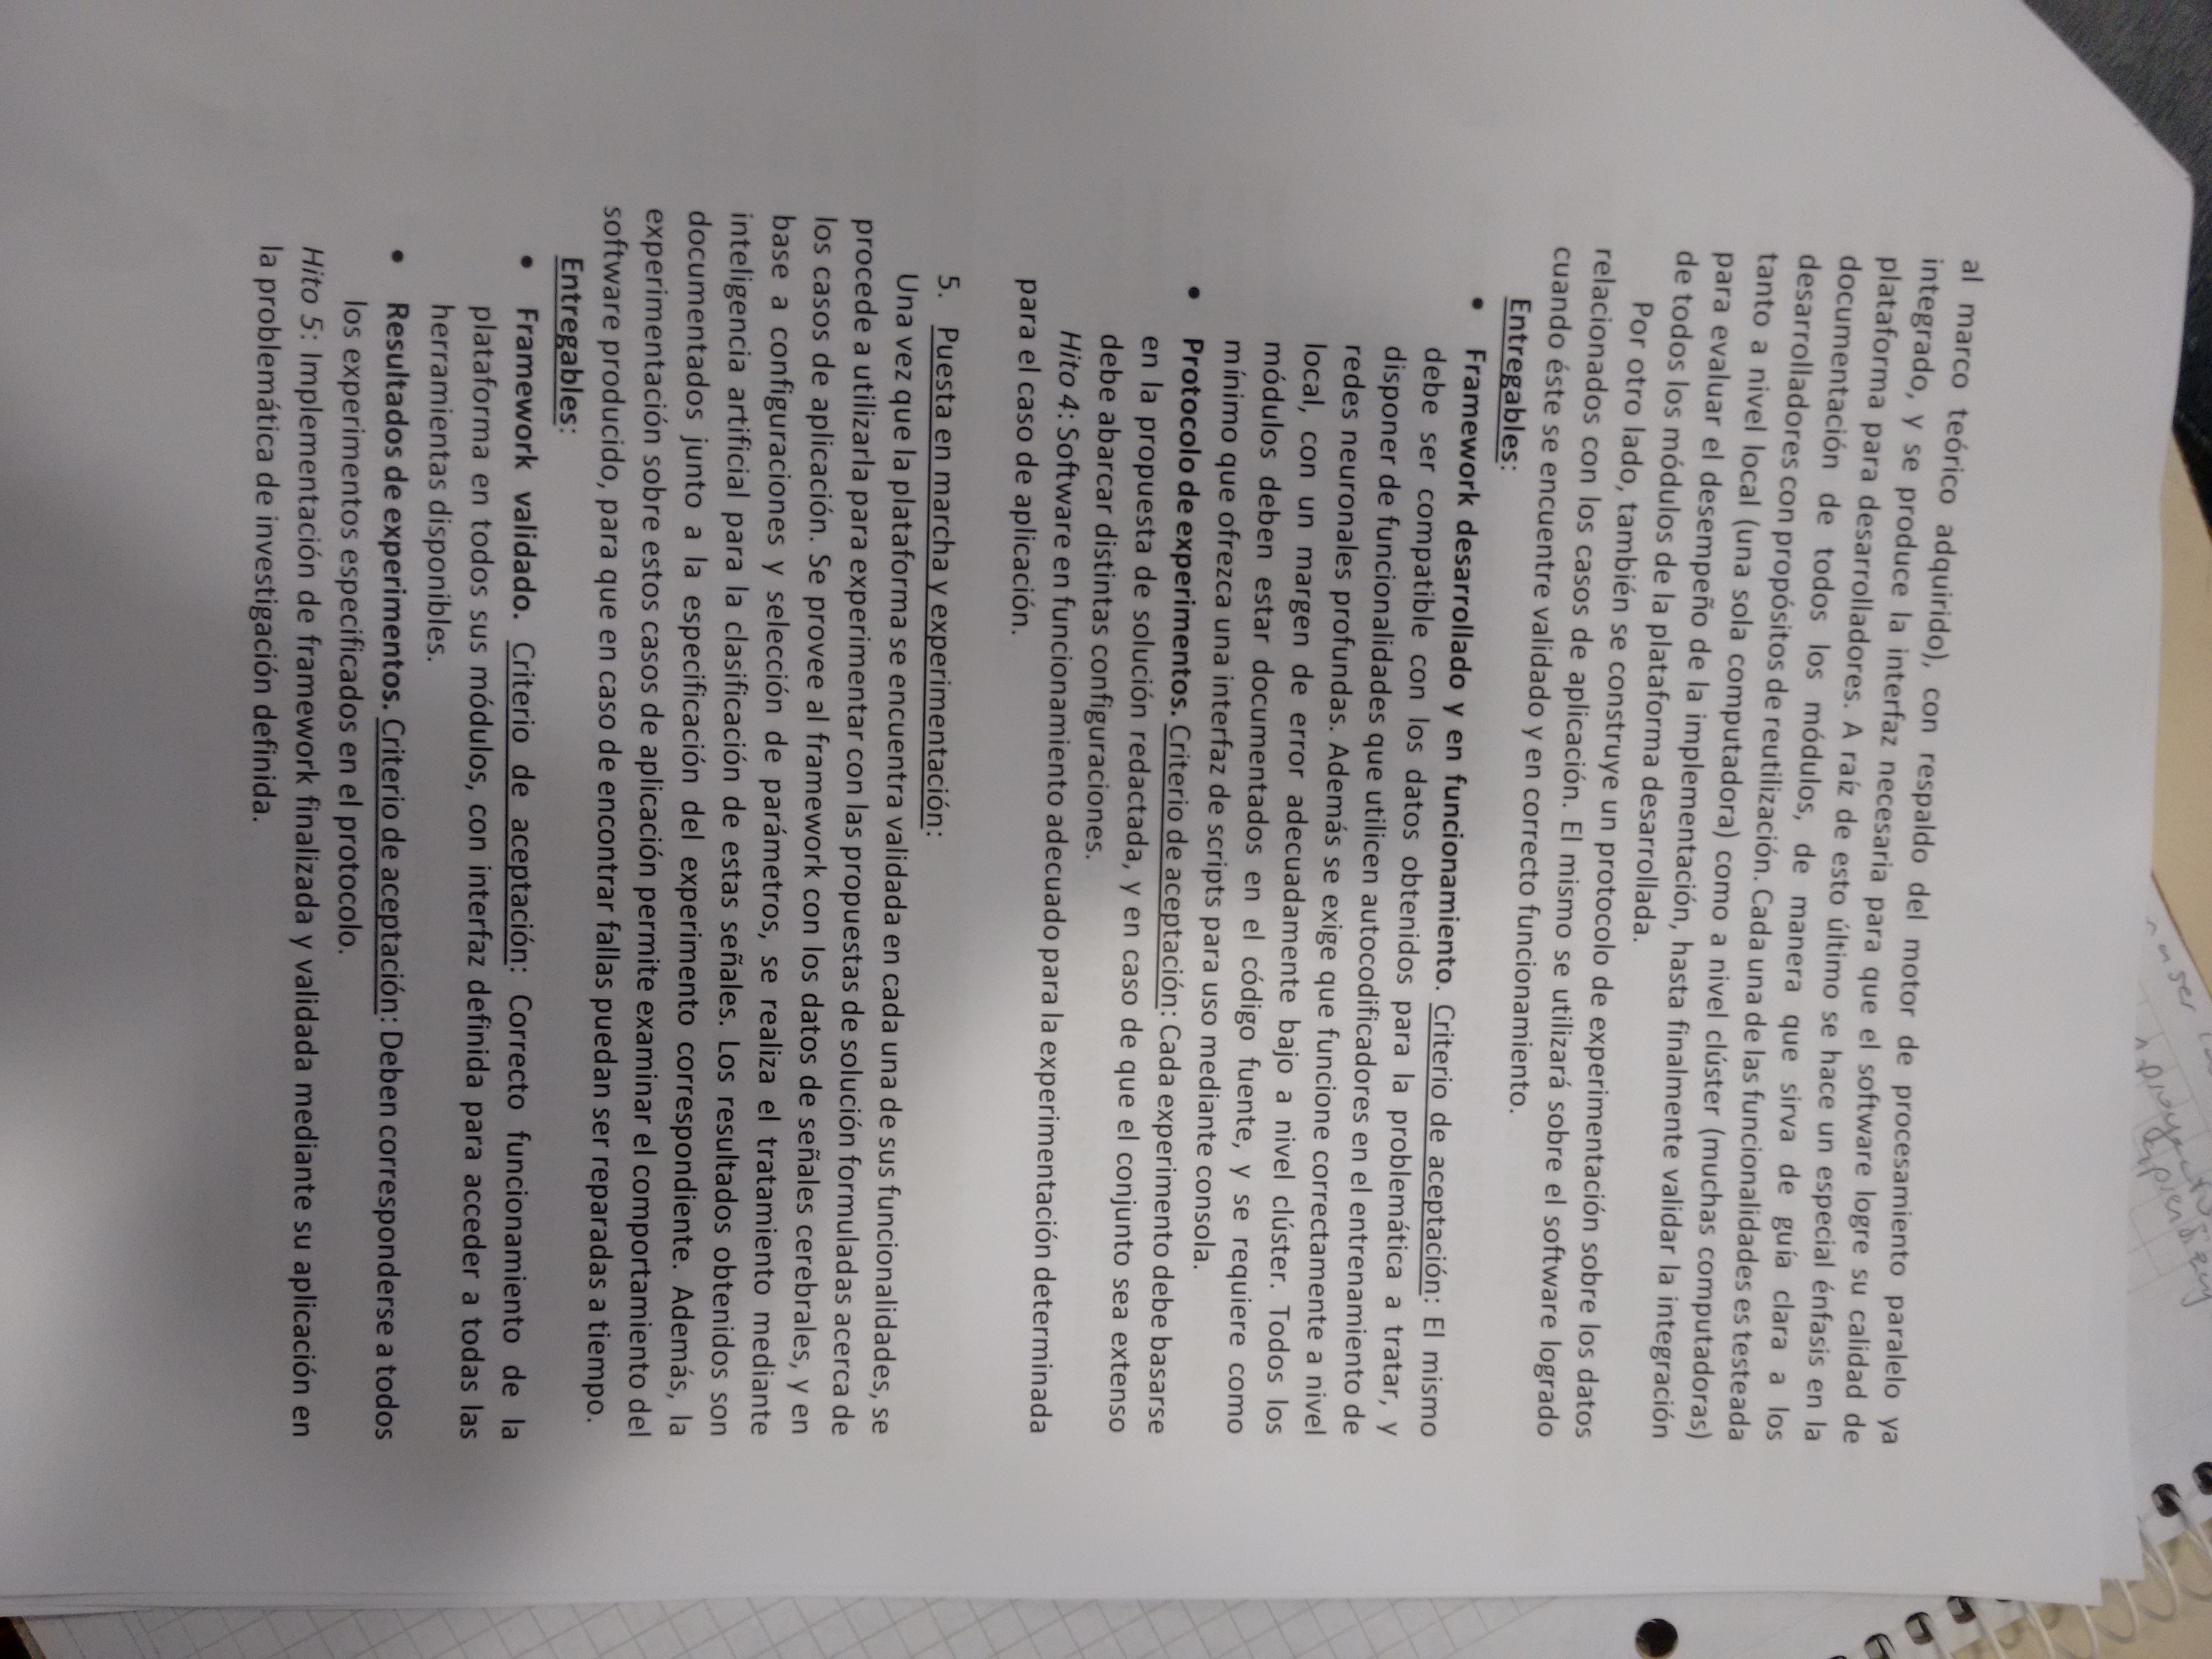 proyecto
al marco teórico adquirido), con respaldo del motor de procesamiento paralelo ya
integrado, y se produce la interfaz necesaria para que el software logre su calidad de
plataforma para desarrolladores. A raíz de esto último se hace un especial énfasis en la
documentación de todos los módulos, de manera que sirva de guía clara a los
desarrolladores con propósitos de reutilización. Cada una de las funcionalidades es testeada
tanto a nivel local (una sola computadora) como a nivel clúster (muchas computadoras)
para evaluar el desempeño de la implementación, hasta finalmente validar la integración
de todos los módulos de la plataforma desarrollada.
Por otro lado, también se construye un protocolo de experimentación sobre los datos
relacionados con los casos de aplicación. El mismo se utilizará sobre el software logrado
cuando éste se encuentre validado y en correcto funcionamiento.
Entregables:
• Framework desarrollado y en funcionamiento. Criterio de aceptación: El mismo
debe ser compatible con los datos obtenidos para la problemática a tratar, y
disponer de funcionalidades que utilicen autocodificadores en el entrenamiento de
redes neuronales profundas. Además se exige que funcione correctamente a nivel
local, con un margen de error adecuadamente bajo a nivel clúster. Todos los
módulos deben estar documentados en el código fuente, y se requiere como
mínimo que ofrezca una interfaz de scripts para uso mediante consola.
• Protocolo de experimentos. Criterio de aceptación: Cada experimento debe basarse
en la propuesta de solución redactada, y en caso de que el conjunto sea extenso
debe abarcar distintas configuraciones.
Hito 4: Software en funcionamiento adecuado para la experimentación determinada
para el caso de aplicación.
5. Puesta en marcha y experimentación:
Una vez que la plataforma se encuentra validada en cada una de sus funcionalidades, se
procede a utilizarla para experimentar con las propuestas de solución formuladas acerca de
los casos de aplicación. Se provee al framework con los datos de señales cerebrales, y en
base a configuraciones y selección de parámetros, se realiza el tratamiento mediante
inteligencia artificial para la clasificación de estas señales. Los resultados obtenidos son
documentados junto a la especificación del experimento correspondiente. Además, la
experimentación sobre estos casos de aplicación permite examinar el comportamiento del
software producido, para que en caso de encontrar fallas puedan ser reparadas a tiempo.
Entregables:
• Framework validado. Criterio de aceptación: Correcto funcionamiento de la
plataforma en todos sus módulos, con interfaz definida para acceder a todas las
herramientas disponibles.
• Resultados de experimentos. Criterio de aceptación: Deben corresponderse a todos
los experimentos especificados en el protocolo.
Hito 5: Implementación de framework finalizada y validada mediante su aplicación en
la problemática de investigación definida.